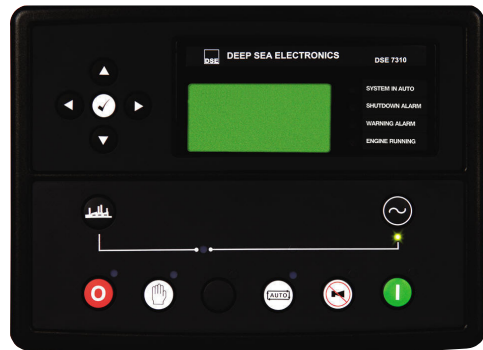 DSE
DEEP SEA ELECTRONICS
DSE 7310
SYSTEM IN AUTO
SHUTDOWN ALARM
WARNING ALARM
ENGINE RUNNING
O
AUTO
I